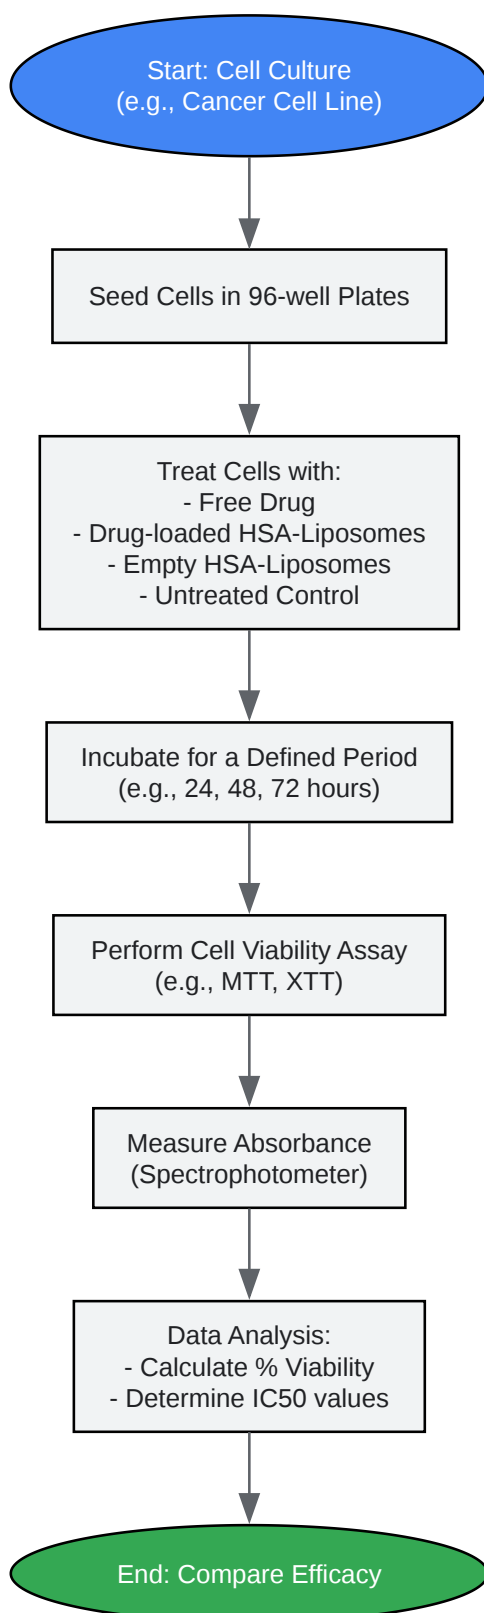 Start: Cell Culture
(e.g., Cancer Cell Line)
Seed Cells in 96-well Plates
Treat Cells with:
- Free Drug
- Drug-loaded HSA-Liposomes
- Empty HSA-Liposomes
- Untreated Control
Incubate for a Defined Period
(e.g., 24, 48, 72 hours)
Perform Cell Viability Assay
(e.g., MTT, XTT)
Measure Absorbance
(Spectrophotometer)
Data Analysis:
- Calculate % Viability
- Determine IC50 values
End: Compare Efficacy